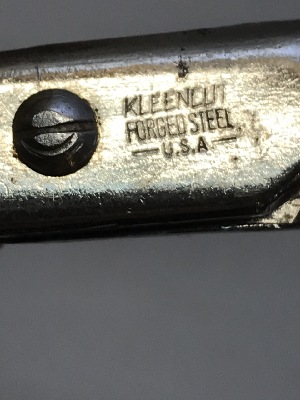 KLEENCUT
FORGED STEEL
— U.S.A —